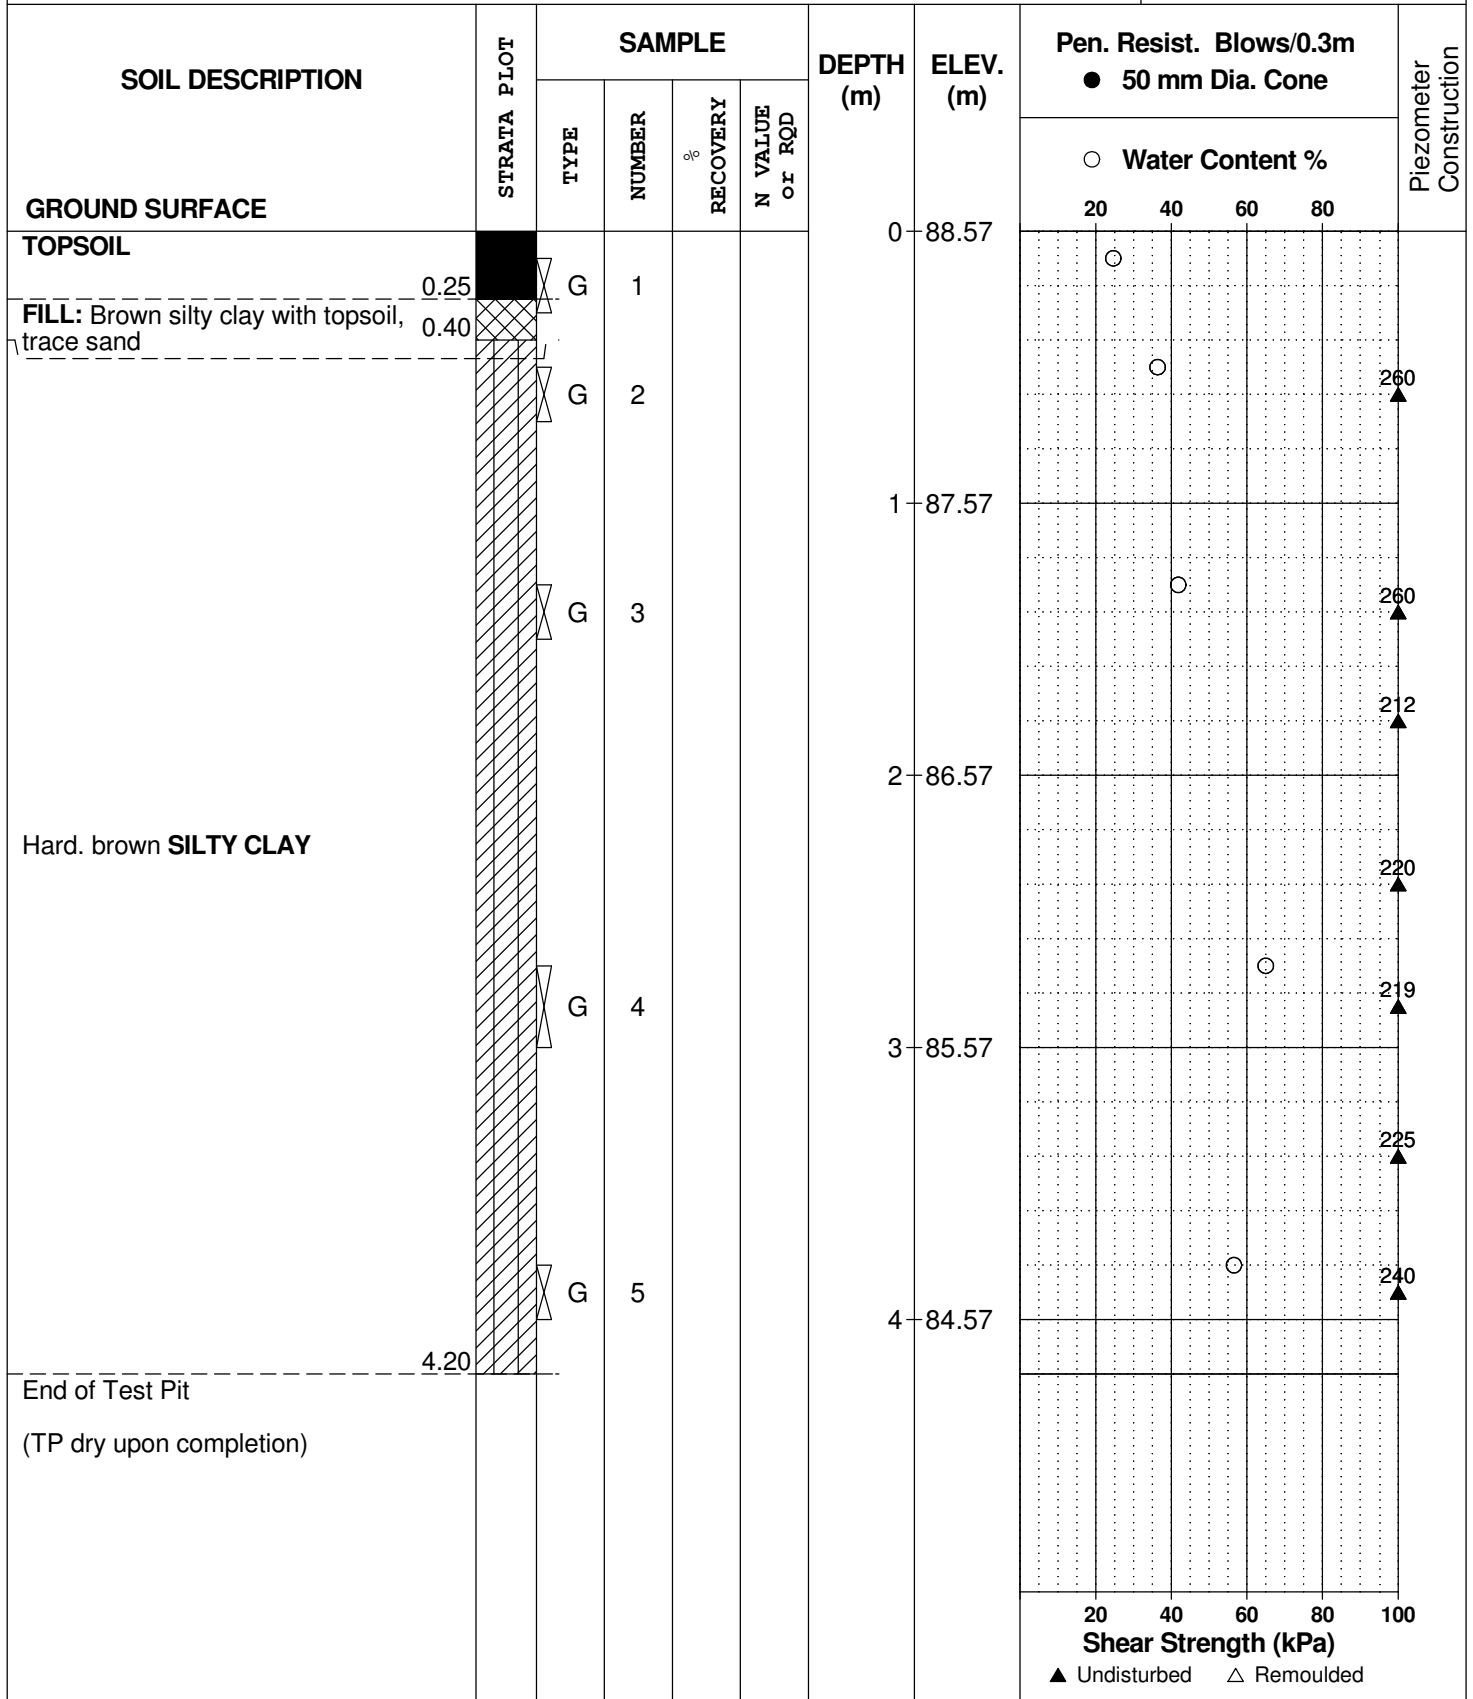 SOIL DESCRIPTION
STRATA PLOT
SAMPLE
TYPE
NUMBER
%
RECOVERY
N VALUE
or RQD
DEPTH
(m)
ELEV.
(m)
Pen. Resist. Blows/0.3m
● 50 mm Dia. Cone
○ Water Content %
20 40 60 80
Piezometer
Construction
GROUND SURFACE
0 88.57
TOPSOIL
0.25
G 1
FILL: Brown silty clay with topsoil,
trace sand
0.40
G 2
260
1 87.57
G 3
260
212
2 86.57
Hard. brown SILTY CLAY
220
G 4
219
3 85.57
225
G 5
240
4 84.57
4.20
End of Test Pit
(TP dry upon completion)
20 40 60 80 100
Shear Strength (kPa)
▲ Undisturbed △ Remoulded